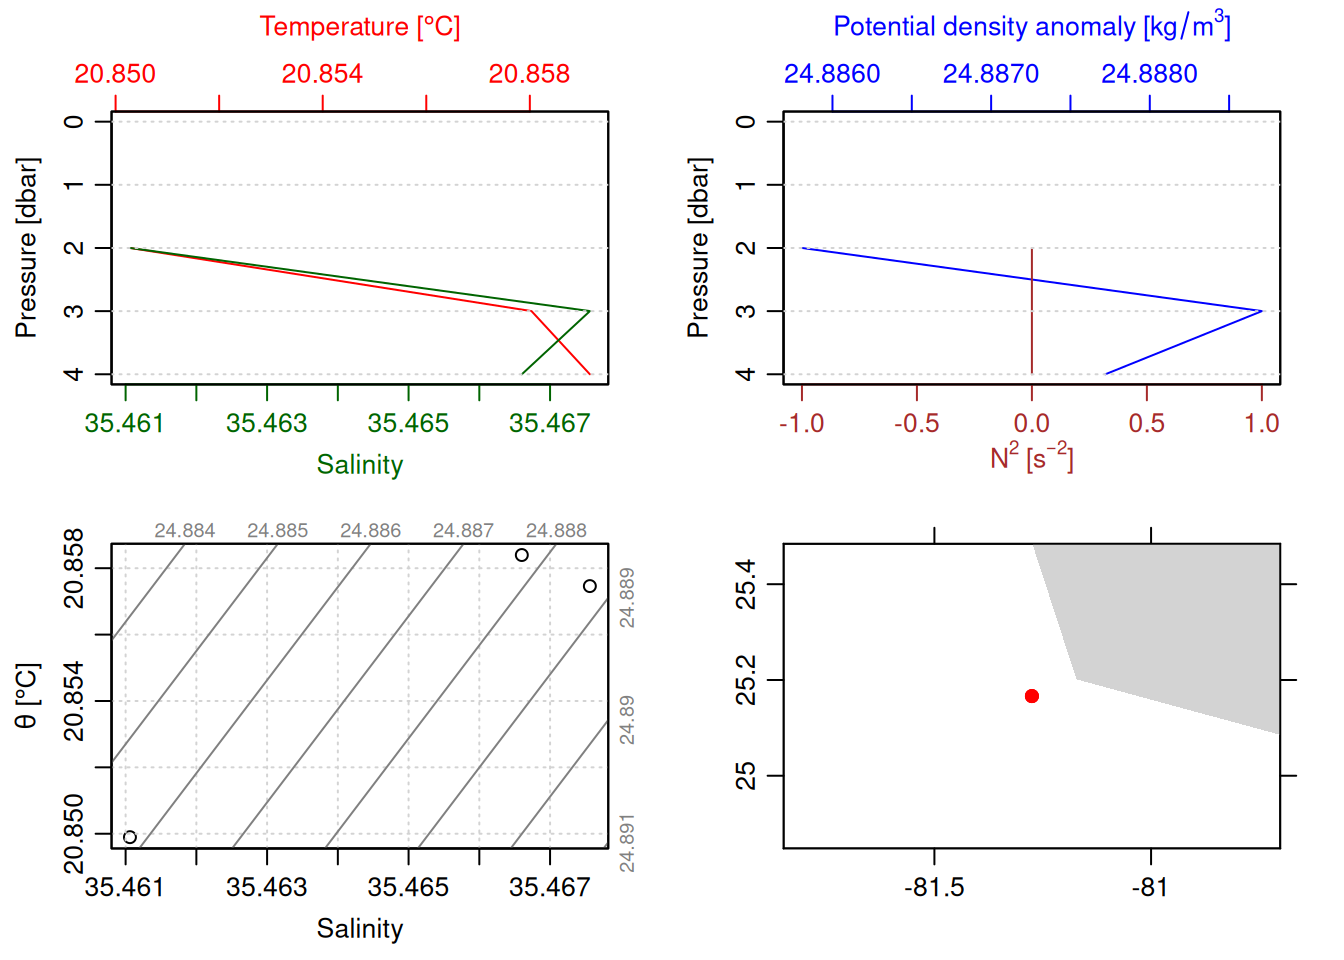 Temperature [°C]
20.850 20.854 20.858
Pressure [dbar]
0 1 2 3 4
35.461 35.463 35.465 35.467
Salinity
Potential density anomaly [kg/m³]
24.8860 24.8870 24.8880
Pressure [dbar]
0 1 2 3 4
-1.0 -0.5 0.0 0.5 1.0
N² [s⁻²]
24.884 24.885 24.886 24.887 24.888
24.889 24.89 24.891
θ [°C]
20.858 20.854 20.850
35.461 35.463 35.465 35.467
Salinity
25.4 25.2 25
-81.5 -81